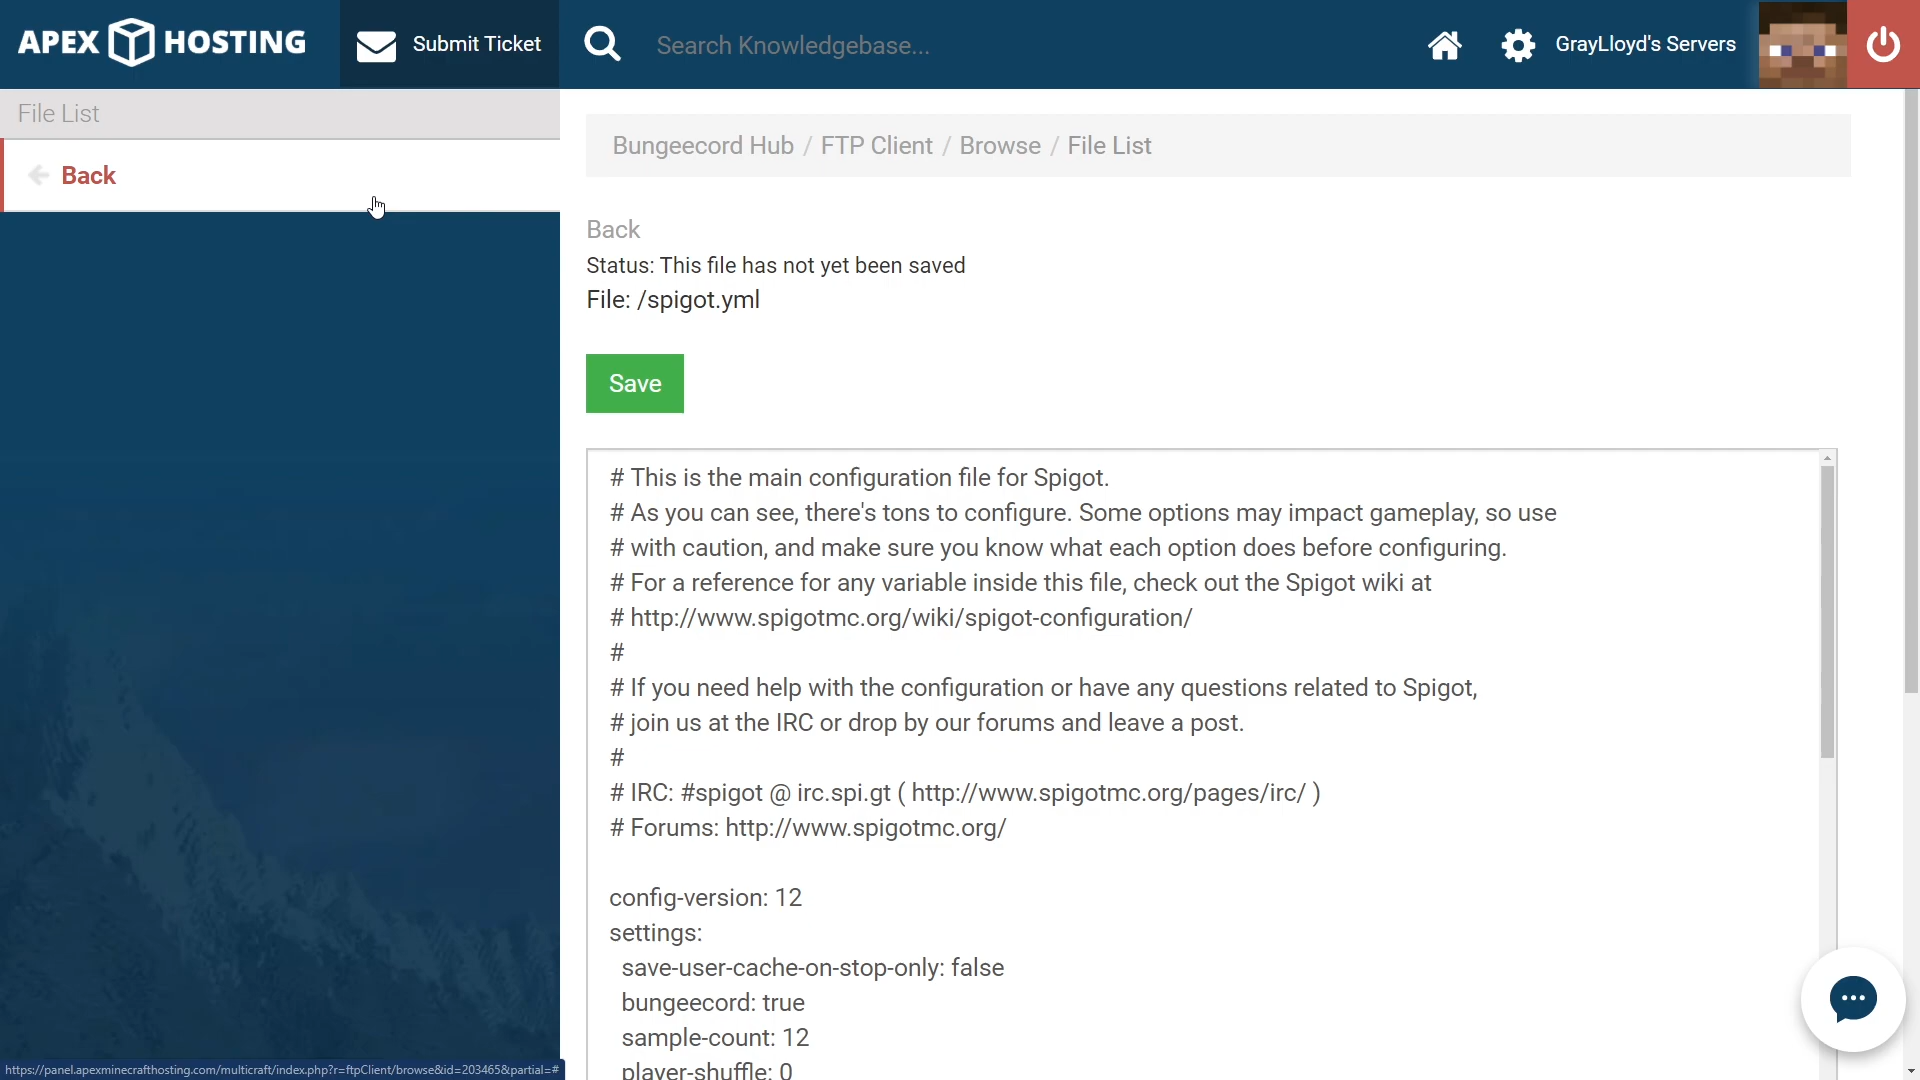 APEX HOSTING
Submit Ticket
Search Knowledgebase...
GrayLloyd's Servers
File List
Back
Bungeecord Hub / FTP Client / Browse / File List
Back
Status: This file has not yet been saved
File: /spigot.yml
Save
# This is the main configuration file for Spigot.
# As you can see, there's tons to configure. Some options may impact gameplay, so use
# with caution, and make sure you know what each option does before configuring.
# For a reference for any variable inside this file, check out the Spigot wiki at
# http://www.spigotmc.org/wiki/spigot-configuration/
#
# If you need help with the configuration or have any questions related to Spigot,
# join us at the IRC or drop by our forums and leave a post.
#
# IRC: #spigot @ irc.spi.gt ( http://www.spigotmc.org/pages/irc/ )
# Forums: http://www.spigotmc.org/
config-version: 12
settings:
save-user-cache-on-stop-only: false
bungeecord: true
sample-count: 12
player-shuffle: 0
https://panel.apexminecrafthosting.com/multicraft/index.php?r=ftpClient/browse&id=203465&partial=#